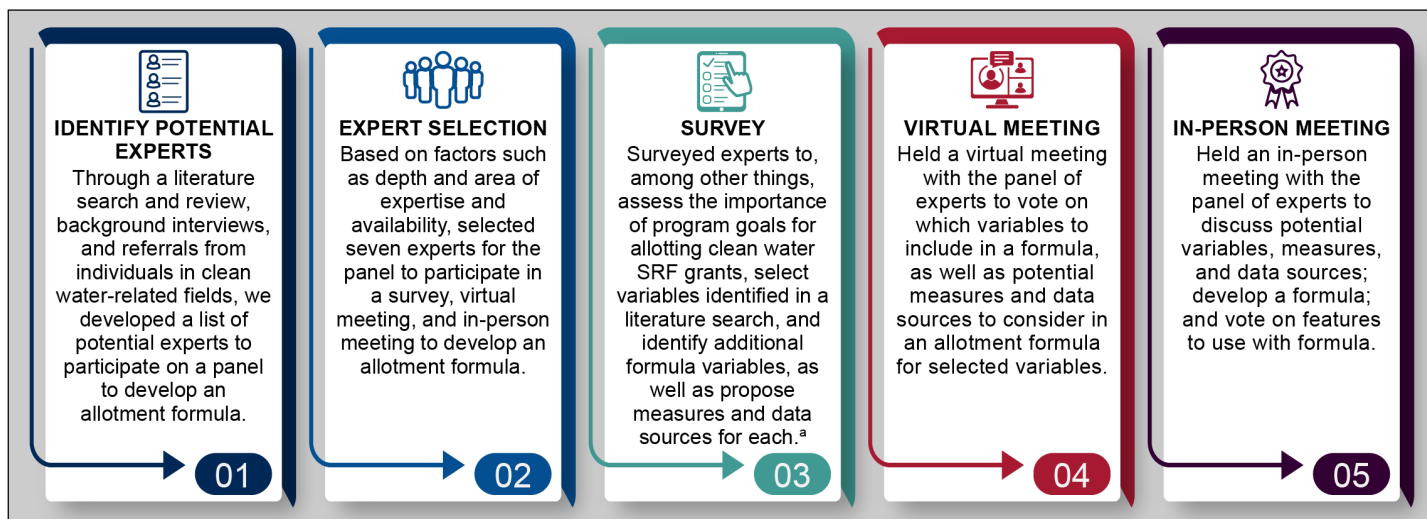 IDENTIFY POTENTIAL
EXPERTS
Through a literature
search and review,
background interviews,
and referrals from
individuals in clean
water-related fields, we
developed a list of
potential experts to
participate on a panel
to develop an
allotment formula.
01
EXPERT SELECTION
Based on factors such
as depth and area of
expertise and
availability, selected
seven experts for the
panel to participate in
a survey, virtual
meeting, and in-person
meeting to develop an
allotment formula.
02
SURVEY
Surveyed experts to,
among other things,
assess the importance
of program goals for
allotting clean water
SRF grants, select
variables identified in a
literature search, and
identify additional
formula variables, as
well as propose
measures and data
sources for each.ª
03
VIRTUAL MEETING
Held a virtual meeting
with the panel of
experts to vote on
which variables to
include in a formula,
as well as potential
measures and data
sources to consider in
an allotment formula
for selected variables.
04
IN-PERSON MEETING
Held an in-person
meeting with the
panel of experts to
discuss potential
variables, measures,
and data sources;
develop a formula;
and vote on features
to use with formula.
05